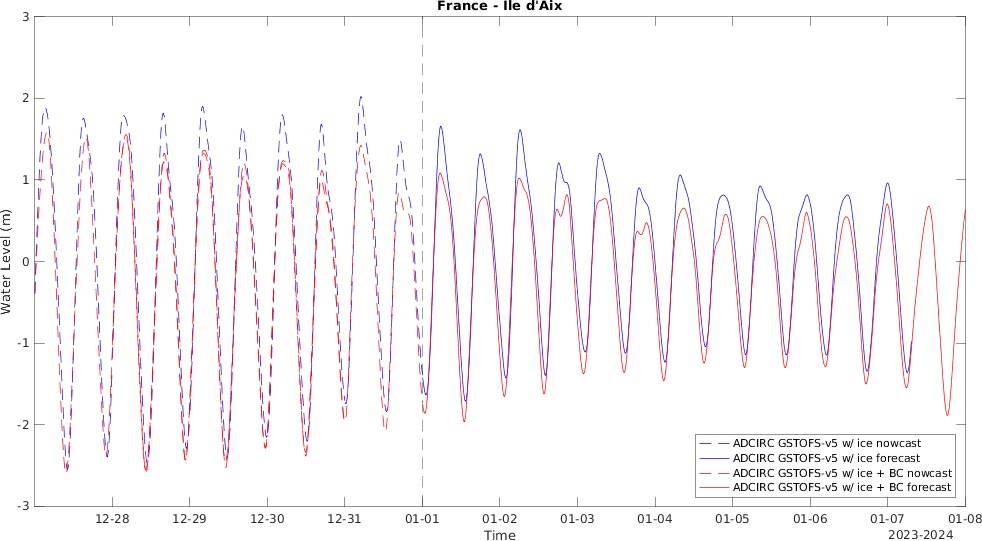 France - Ile d'Aix
3
2
1
0
-1
-2
-3
Water Level (m)
ADCIRC GSTOFS-v5 w/ ice nowcast
ADCIRC GSTOFS-v5 w/ ice forecast
ADCIRC GSTOFS-v5 w/ ice + BC nowcast
ADCIRC GSTOFS-v5 w/ ice + BC forecast
12-28 12-29 12-30 12-31 01-01 01-02 01-03 01-04 01-05 01-06 01-07 01-08
Time
2023-2024